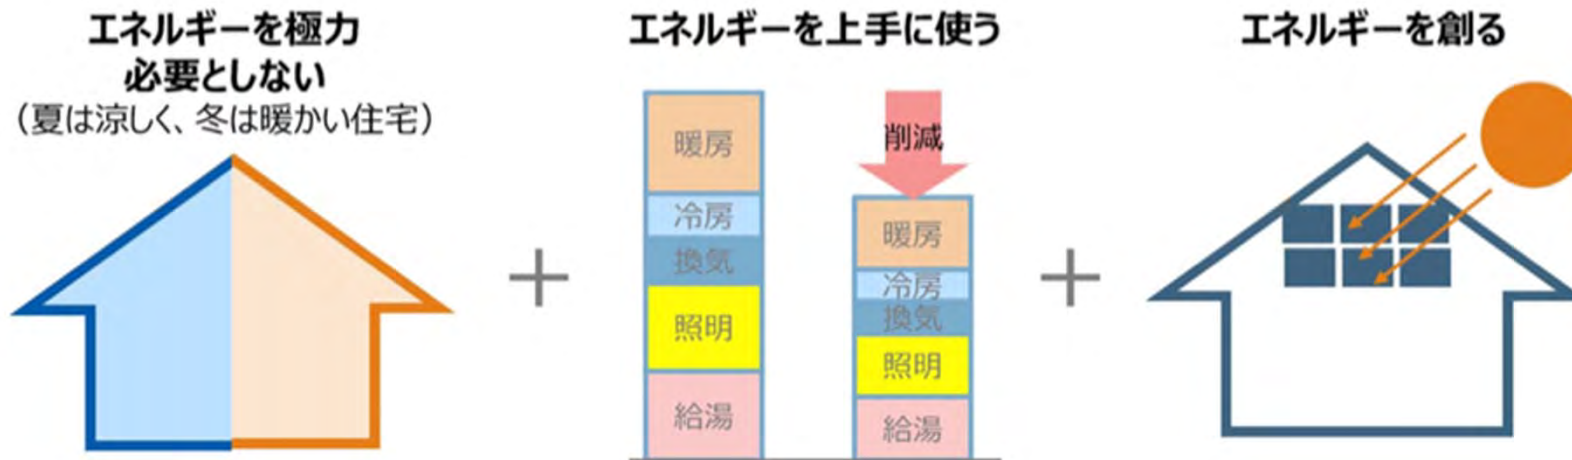 エネルギーを極力
必要としない
（夏は涼しく、冬は暖かい住宅）
エネルギーを上手に使う
暖房
冷房
換気
照明
給湯
削減
暖房
冷房
換気
照明
給湯
エネルギーを創る